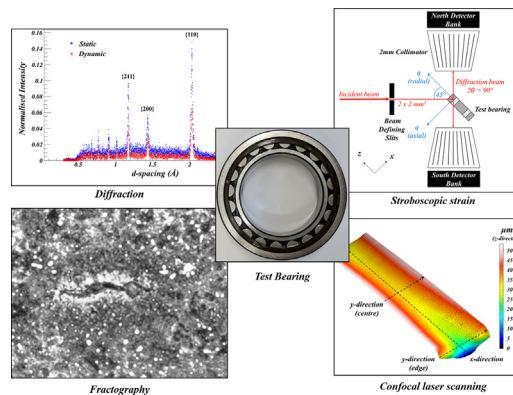 0.16
0.14
0.12
0.1
0.08
0.06
0.04
0.02
0
Normalised Intensity
Static
Dynamic
[211]
[200]
[110]
0.5
1
1.5
2
d-spacing (Å)
Diffraction
North Detector
Bank
2mm Collimator
q
(radial)
45°
Diffraction beam
2θ = 90°
Incident beam
2 x 2 mm²
Test bearing
Beam
Defining
Slits
q
(axial)
z
x
South Detector
Bank
Stroboscopic strain
Test Bearing
Fractography
µm
(z-direction)
50
45
40
35
30
25
20
15
10
5
0
y-direction
(centre)
y-direction
(edge)
x-direction
Confocal laser scanning